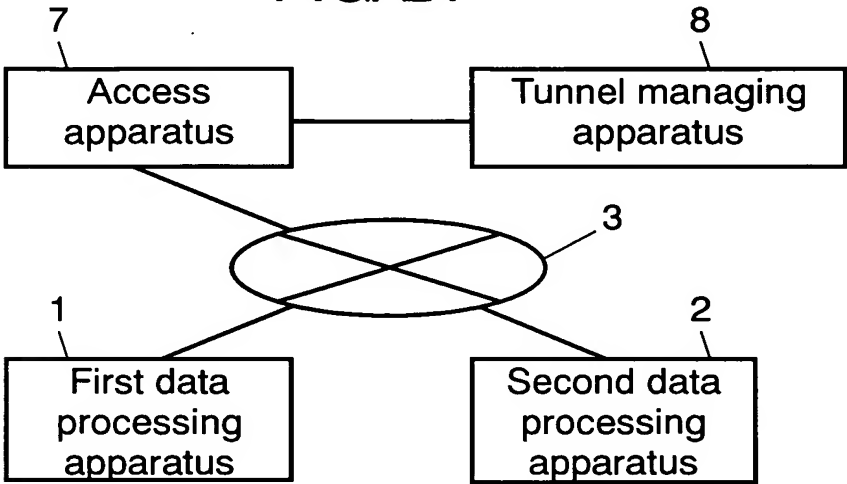 7
8
Access
apparatus
Tunnel managing
apparatus
3
1
2
First data
processing
apparatus
Second data
processing
apparatus